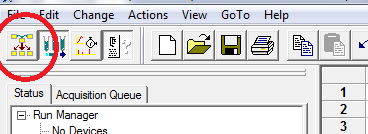 File Edit Change Actions View GoTo Help
Status Acquisition Queue
Run Manager
No Devices
1
2
3